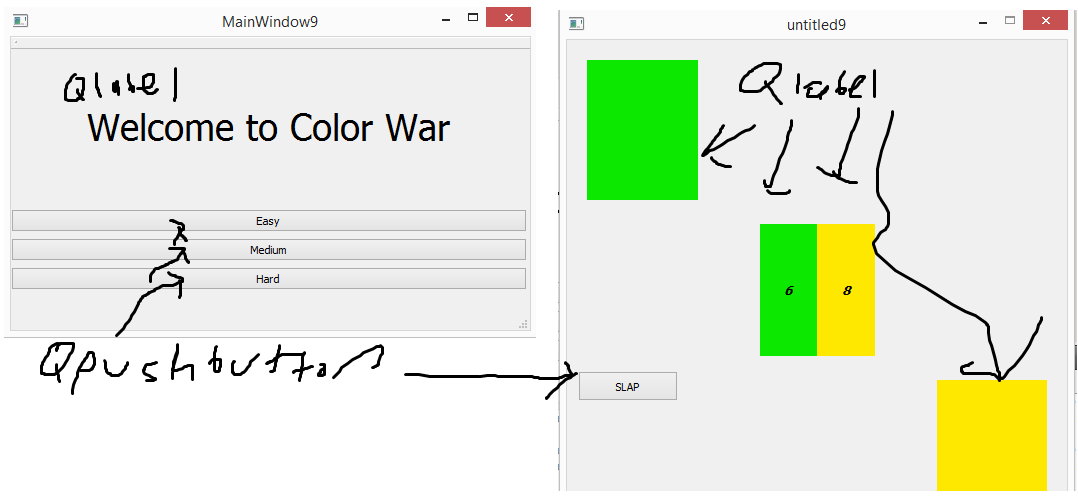 MainWindow9
Qlabel
Welcome to Color War
Easy
Medium
Hard
Qpushbutton
untitled9
Qlabel
6 8
SLAP